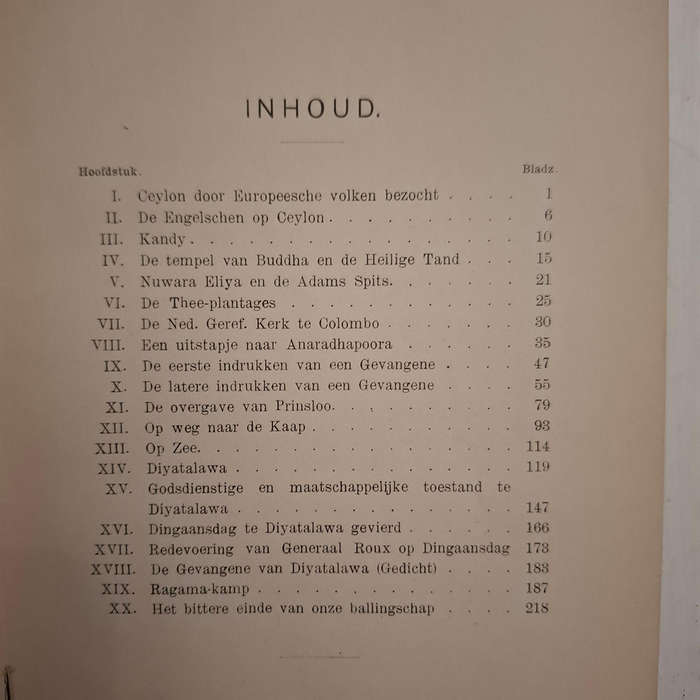 INHOUD.
Hoofdstuk. Bladz.
I. Ceylon door Europeesche volken bezocht . . . . 1
II. De Engelschen op Ceylon . . . . . . . . . . 6
III. Kandy . . . . . . . . . . . . . . . . . 10
IV. De tempel van Buddha en de Heilige Tand . . . 15
V. Nuwara Eliya en de Adams Spits. . . . . . . 21
VI. De Thee-plantages . . . . . . . . . . . . 25
VII. De Ned. Geref. Kerk te Colombo . . . . . . . 30
VIII. Een uitstapje naar Anaradhapoora . . . . . . 35
IX. De eerste indrukken van een Gevangene . . . . 47
X. De latere indrukken van een Gevangene . . . . 55
XI. De overgave van Prinsloo. . . . . . . . . . 79
XII. Op weg naar de Kaap . . . . . . . . . . . 93
XIII. Op Zee. . . . . . . . . . . . . . . . . 114
XIV. Diyatalawa . . . . . . . . . . . . . . . 119
XV. Godsdienstige en maatschappelijke toestand te
Diyatalawa . . . . . . . . . . . . . . . 147
XVI. Dingaansdag te Diyatalawa gevierd . . . . . . 166
XVII. Redevoering van Generaal Roux op Dingaansdag 173
XVIII. De Gevangene van Diyatalawa (Gedicht) . . . . 183
XIX. Ragama-kamp . . . . . . . . . . . . . . 187
XX. Het bittere einde van onze ballingschap . . . . 218